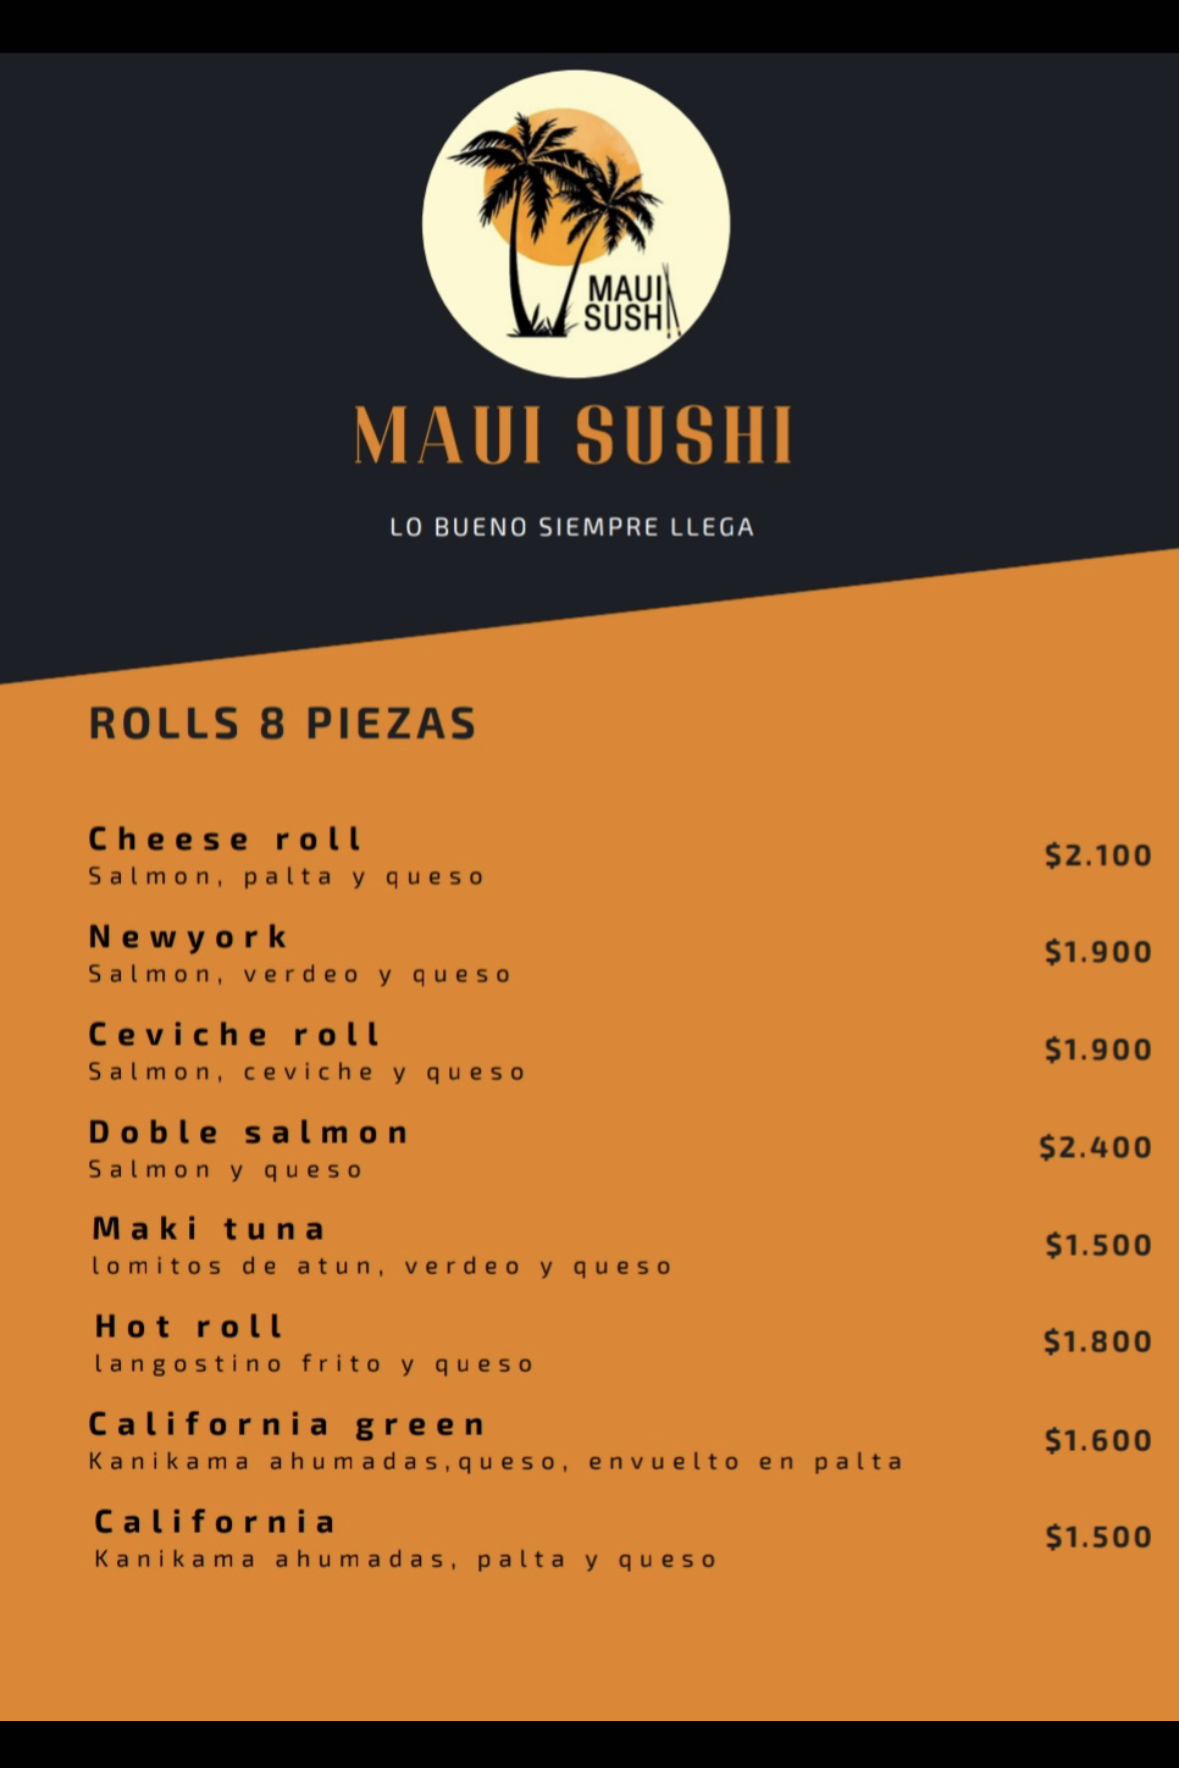 MAUI
SUSHI
MAUI SUSHI
LO BUENO SIEMPRE LLEGA
ROLLS 8 PIEZAS
Cheese roll
Salmon, palta y queso
$2.100
Newyork
Salmon, verdeo y queso
$1.900
Ceviche roll
Salmon, ceviche y queso
$1.900
Doble salmon
Salmon y queso
$2.400
Maki tuna
lomitos de atun, verdeo y queso
$1.500
Hot roll
langostino frito y queso
$1.800
California green
Kanikama ahumadas,queso, envuelto en palta
$1.600
California
Kanikama ahumadas, palta y queso
$1.500